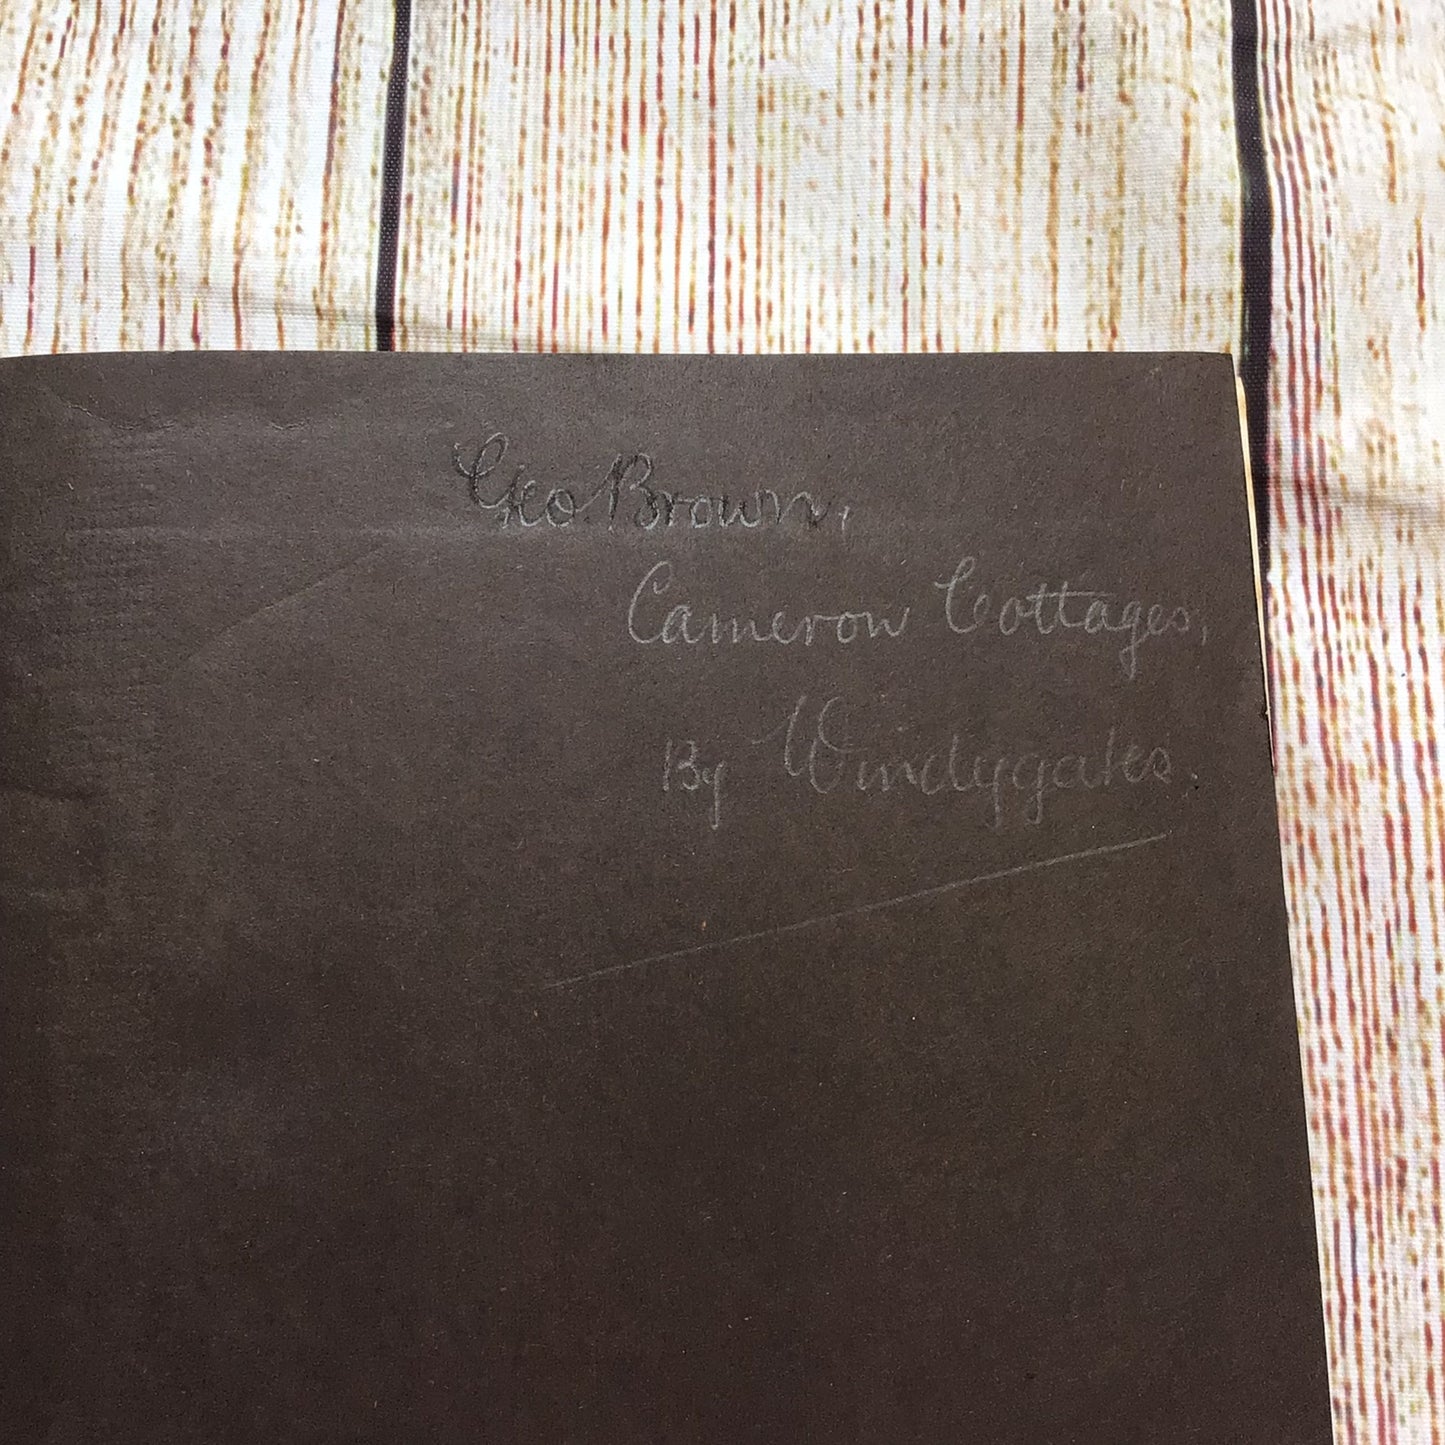 Geo. Brown,
Cameron Cottages,
By Windygates.